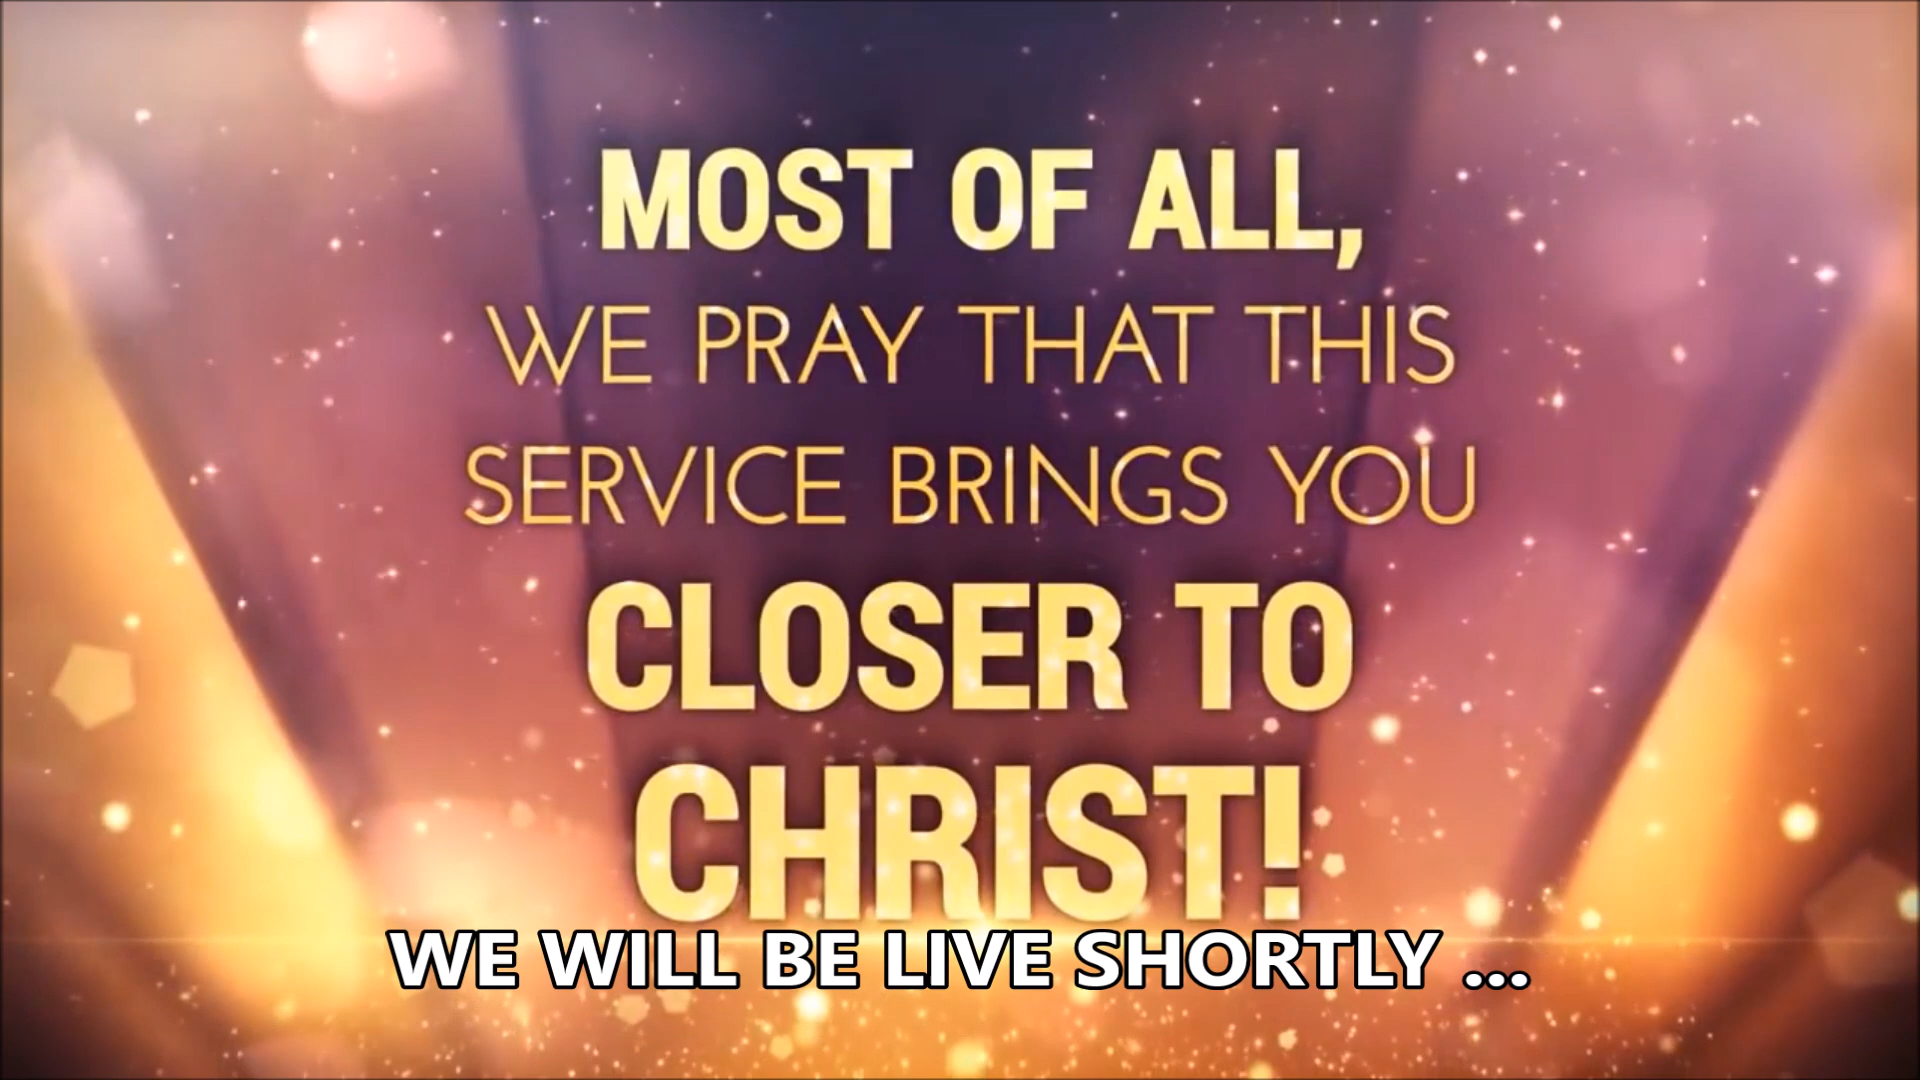 MOST OF ALL,
WE PRAY THAT THIS
SERVICE BRINGS YOU
CLOSER TO
CHRIST!
WE WILL BE LIVE SHORTLY ...